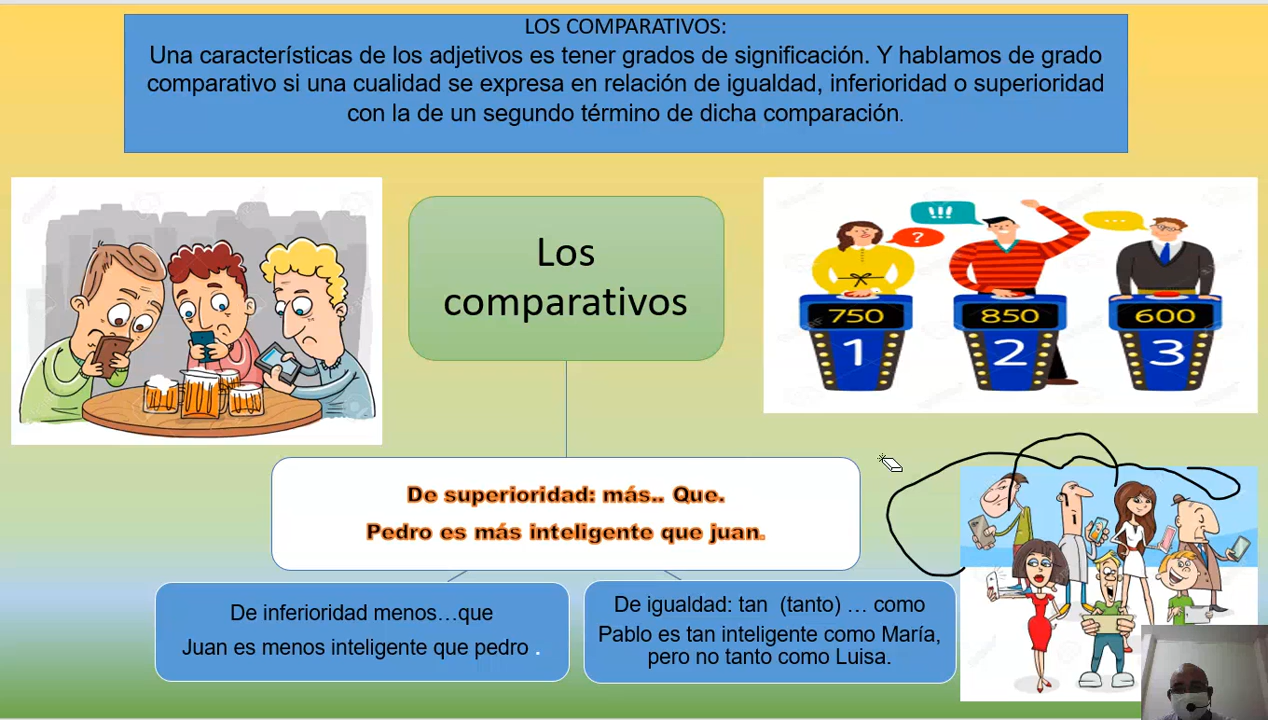 LOS COMPARATIVOS:
Una características de los adjetivos es tener grados de significación. Y hablamos de grado
comparativo si una cualidad se expresa en relación de igualdad, inferioridad o superioridad
con la de un segundo término de dicha comparación.
Los
comparativos
!!!
?
...
750
850
600
1
2
3
De superioridad: más.. Que.
Pedro es más inteligente que juan.
De inferioridad menos...que
Juan es menos inteligente que pedro .
De igualdad: tan (tanto) ... como
Pablo es tan inteligente como María,
pero no tanto como Luisa.